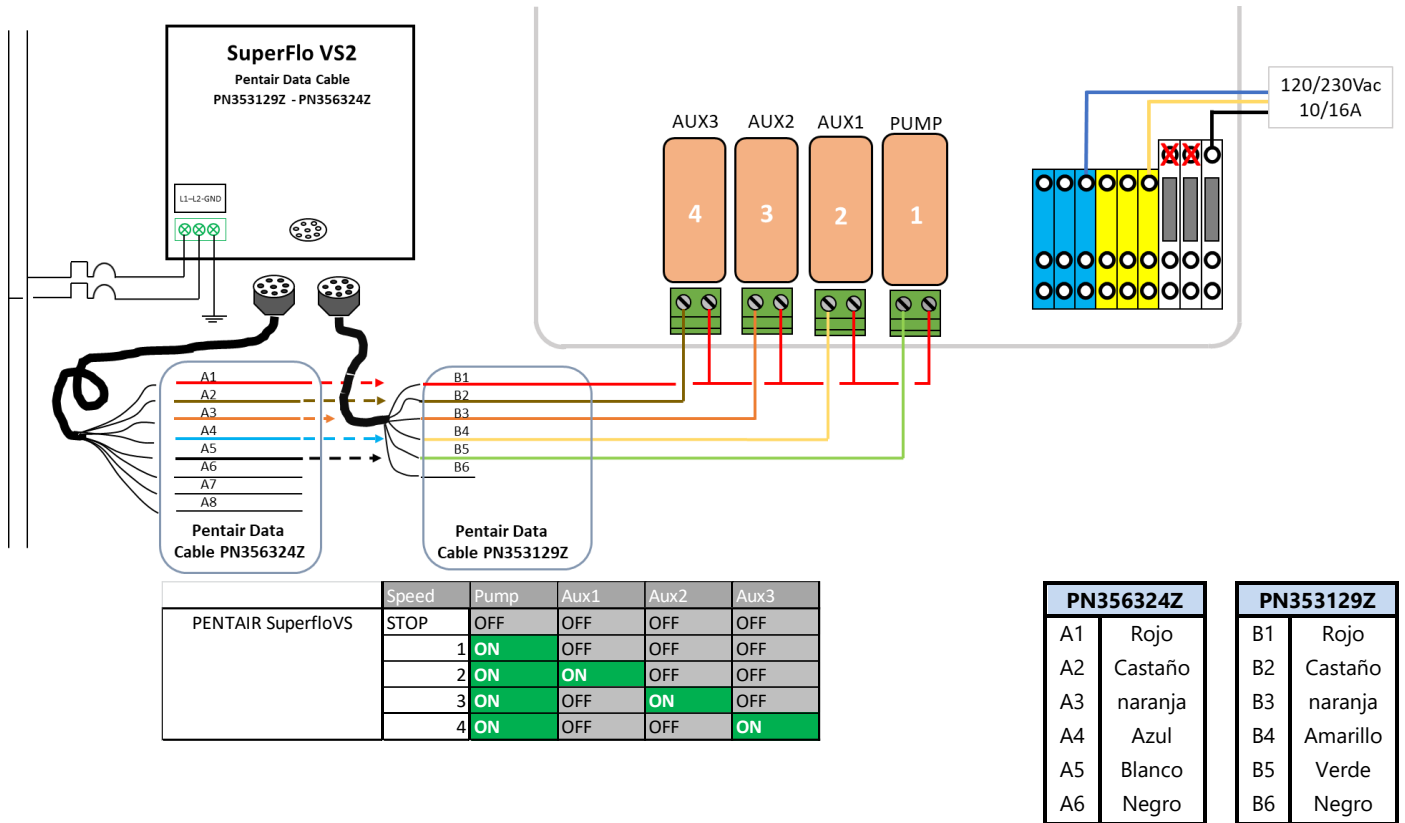 SuperFlo VS2
Pentair Data Cable
PN353129Z - PN356324Z
L1–L2-GND
120/230Vac
10/16A
AUX3 AUX2 AUX1 PUMP
4 3 2 1
A1
A2
A3
A4
A5
A6
A7
A8
Pentair Data
Cable PN356324Z
B1
B2
B3
B4
B5
B6
Pentair Data
Cable PN353129Z
Speed Pump Aux1 Aux2 Aux3
PENTAIR SuperfloVS STOP OFF OFF OFF OFF
1 ON OFF OFF OFF
2 ON ON OFF OFF
3 ON OFF ON OFF
4 ON OFF OFF ON
PN356324Z
A1 Rojo
A2 Castaño
A3 naranja
A4 Azul
A5 Blanco
A6 Negro
PN353129Z
B1 Rojo
B2 Castaño
B3 naranja
B4 Amarillo
B5 Verde
B6 Negro